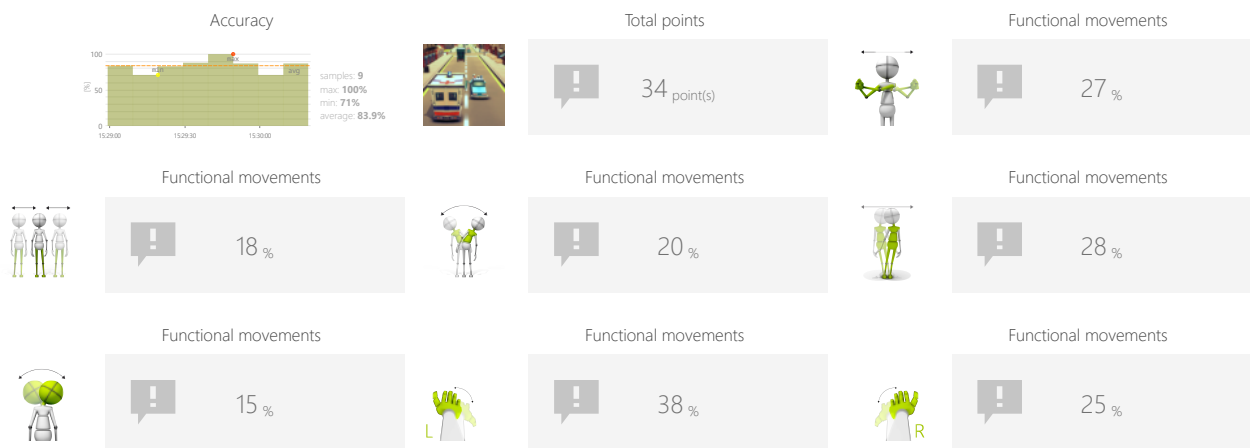 Accuracy
100
50
0
[%]
min
max
avg
15:29:00
15:29:30
15:30:00
samples: 9
max: 100%
min: 71%
average: 83.9%
Total points
34 point(s)
Functional movements
27 %
Functional movements
18 %
Functional movements
20 %
Functional movements
28 %
Functional movements
15 %
Functional movements
L
38 %
Functional movements
R
25 %